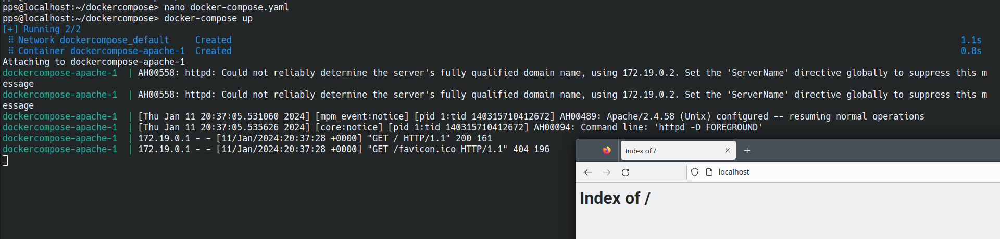 pps@localhost:~/dockercompose> nano docker-compose.yaml
pps@localhost:~/dockercompose> docker-compose up
[+] Running 2/2
⠿ Network dockercompose_default     Created     1.1s
⠿ Container dockercompose-apache-1  Created     0.8s
Attaching to dockercompose-apache-1
dockercompose-apache-1  | AH00558: httpd: Could not reliably determine the server's fully qualified domain name, using 172.19.0.2. Set the 'ServerName' directive globally to suppress this m
essage
dockercompose-apache-1  | AH00558: httpd: Could not reliably determine the server's fully qualified domain name, using 172.19.0.2. Set the 'ServerName' directive globally to suppress this m
essage
dockercompose-apache-1  | [Thu Jan 11 20:37:05.531060 2024] [mpm_event:notice] [pid 1:tid 140315710412672] AH00489: Apache/2.4.58 (Unix) configured -- resuming normal operations
dockercompose-apache-1  | [Thu Jan 11 20:37:05.535626 2024] [core:notice] [pid 1:tid 140315710412672] AH00094: Command line: 'httpd -D FOREGROUND'
dockercompose-apache-1  | 172.19.0.1 - - [11/Jan/2024:20:37:28 +0000] "GET / HTTP/1.1" 200 161
dockercompose-apache-1  | 172.19.0.1 - - [11/Jan/2024:20:37:28 +0000] "GET /favicon.ico HTTP/1.1" 404 196
Index of /
localhost
Index of /